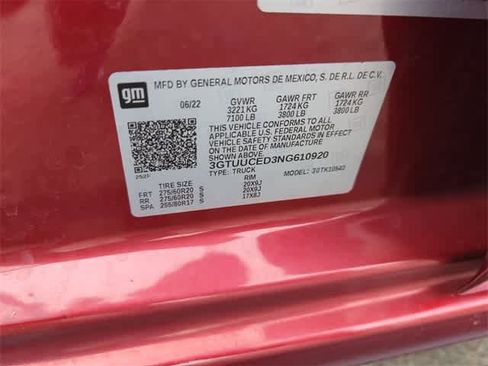 gm
MFD BY GENERAL MOTORS DE MEXICO, S. DE R.L. DE C.V.
06/22 GVWR GAWR FRT GAWR RR
3221 KG 1724 KG 1724 KG
7100 LB 3800 LB 3800 LB
THIS VEHICLE CONFORMS TO ALL APPLICABLE
U.S. FEDERAL MOTOR VEHICLE SAFETY AND
THEFT PREVENTION STANDARDS IN EFFECT
ON THE DATE OF MANUFACTURE SHOWN ABOVE.
3GTUUCED3NG610920
TYPE: TRUCK MODEL:
TIRE SIZE RIM
FRT 275/60R20 S 20X9J
RR 275/60R20 S 20X9J
SPA 255/80R17 S 17X8J